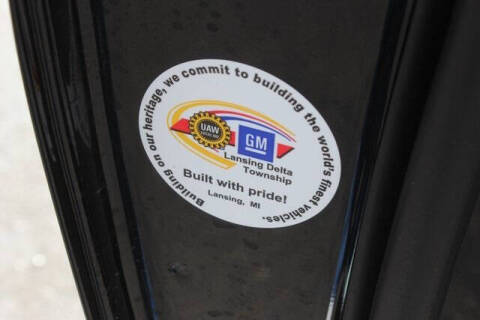 Building on our heritage, we commit to building the world's finest vehicles.
UAW
GM
Lansing Delta
Township
Built with pride!
Lansing, MI